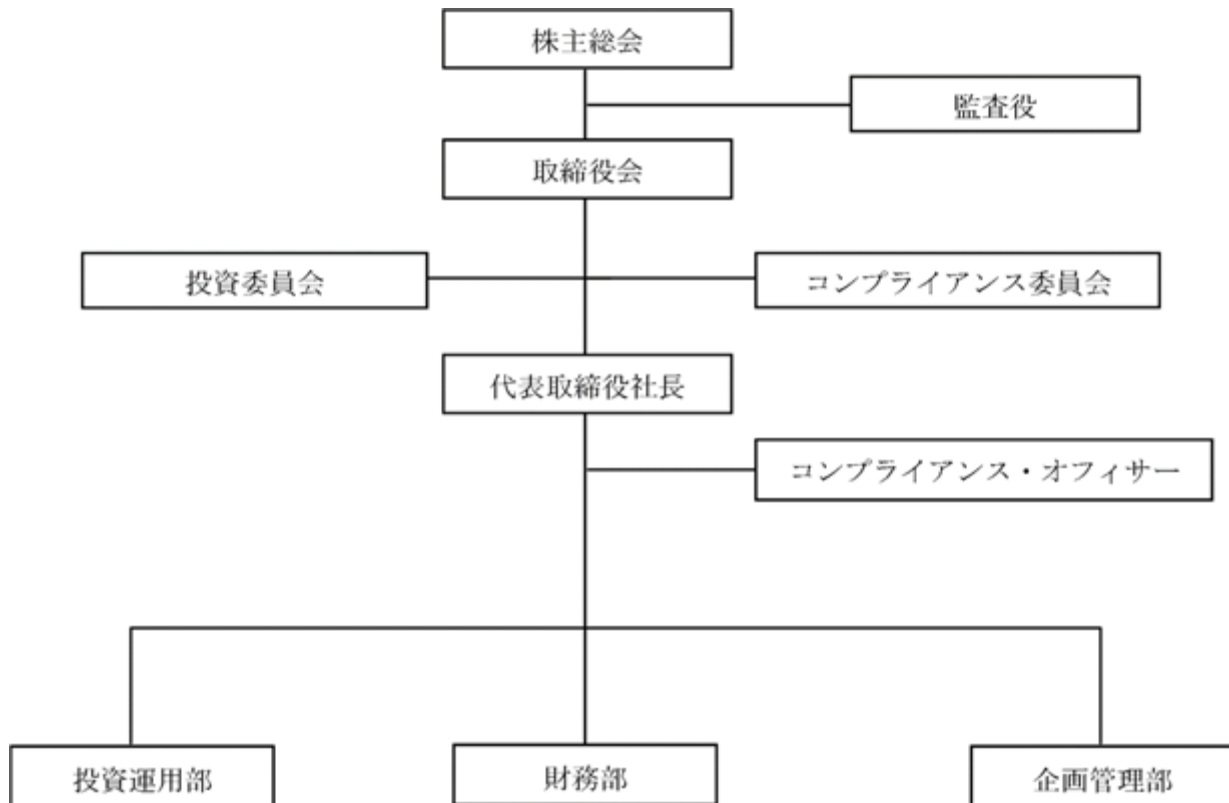 株主総会
監査役
取締役会
投資委員会
コンプライアンス委員会
代表取締役社長
コンプライアンス・オフィサー
投資運用部
財務部
企画管理部